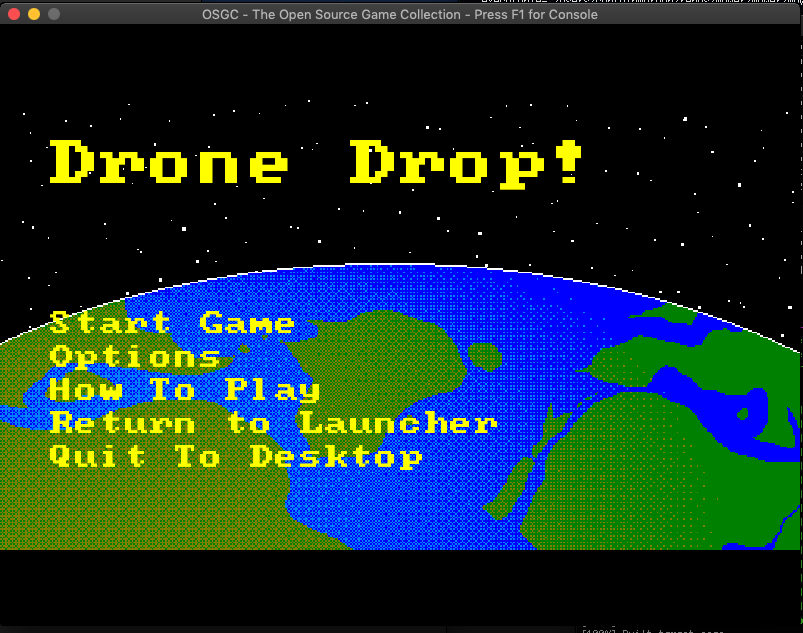 OSGC - The Open Source Game Collection - Press F1 for Console
Drone Drop!
Start Game
Options
How To Play
Return to Launcher
Quit To Desktop